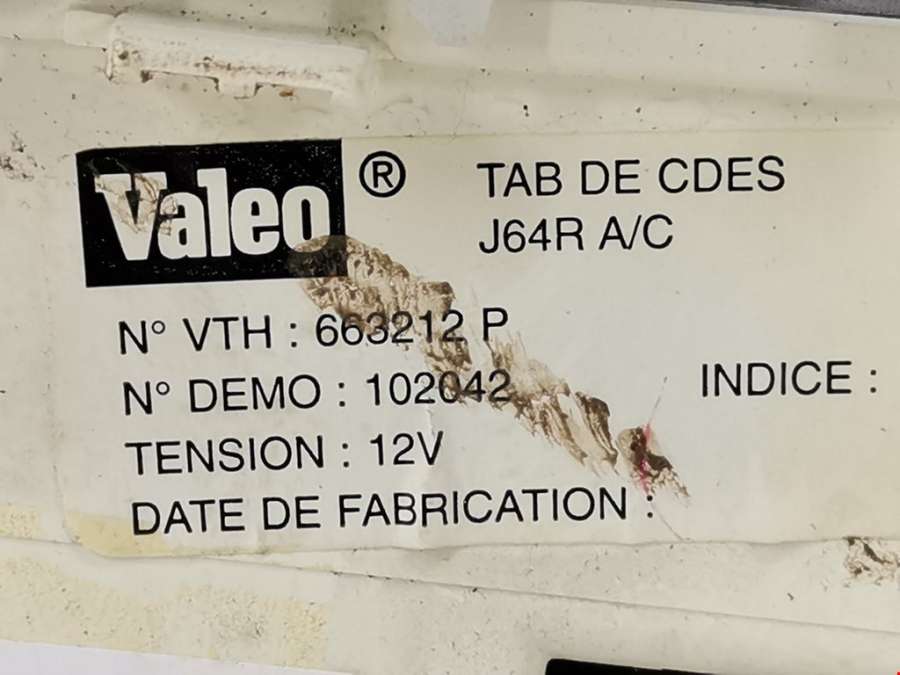 Valeo ®
TAB DE CDES
J64R A/C
N° VTH : 663212 P
N° DEMO : 102042
INDICE :
TENSION : 12V
DATE DE FABRICATION :